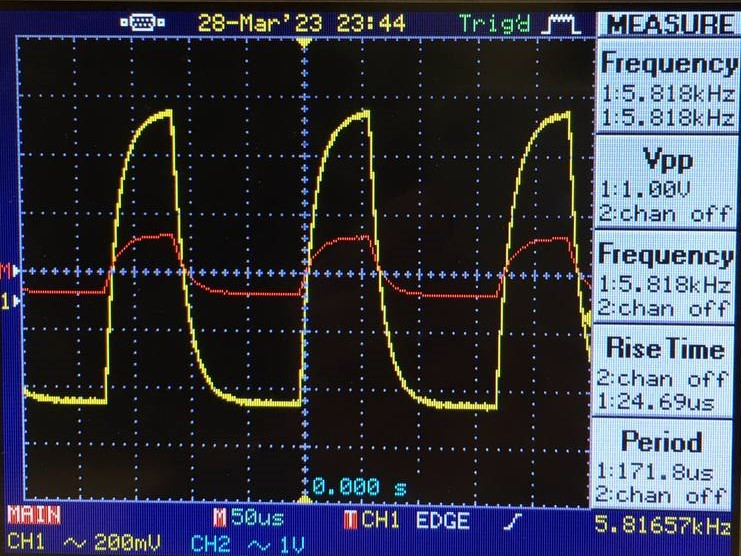 28-Mar'23 23:44 Trig'd
MEASURE
Frequency
1:5.818kHz
1:5.818kHz
Vpp
1:1.00V
2:chan off
Frequency
1:5.818kHz
2:chan off
Rise Time
2:chan off
1:24.69us
Period
1:171.8us
2:chan off
M
1
0.000 s
MAIN M 50us T CH1 EDGE 5.81657kHz
CH1 ~ 200mV CH2 ~ 1V